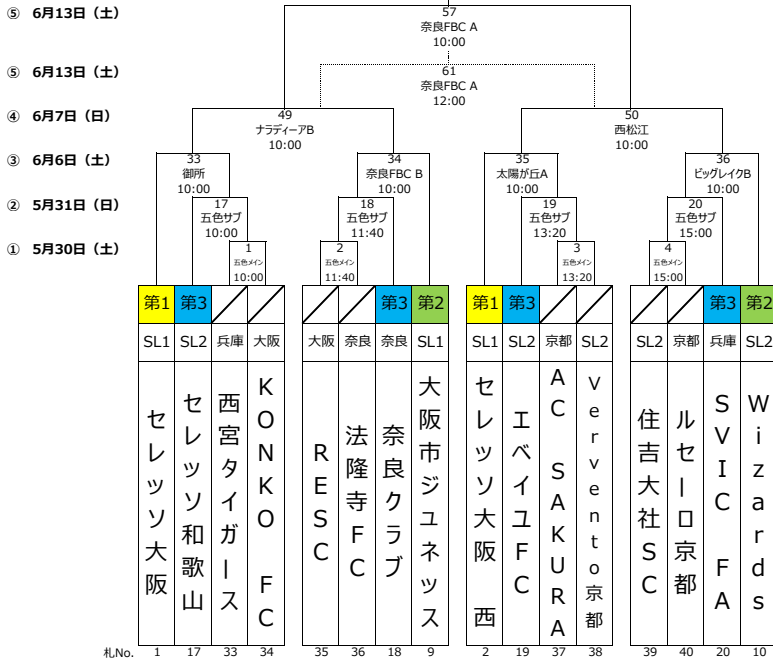 ⑤ 6月13日（土）
57
奈良FBC A
10:00
⑤ 6月13日（土）
61
奈良FBC A
12:00
④ 6月7日（日）
49
ナラディーアB
10:00
50
西松江
10:00
③ 6月6日（土）
33
御所
10:00
34
奈良FBC B
10:00
35
太陽が丘A
10:00
36
ビッグレイクB
10:00
② 5月31日（日）
17
五色サブ
10:00
18
五色サブ
11:40
19
五色サブ
13:20
20
五色サブ
15:00
① 5月30日（土）
1
五色メイン
10:00
2
五色メイン
11:40
3
五色メイン
13:20
4
五色メイン
15:00
第1 第3 第3 第2 第1 第3 第3 第2
SL1 SL2 兵庫 大阪 大阪 奈良 奈良 SL1 SL1 SL2 京都 SL2 SL2 京都 兵庫 SL2
セレッソ大阪
セレッソ和歌山
西宮タイガース
KONKO FC
RESC
法隆寺FC
奈良クラブ
大阪市ジュネッス
セレッソ大阪 西
エベイユFC
AC SAKURA
Vervento京都
住吉大社SC
ルセーロ京都
SVIC FA
Wizards
札No. 1 17 33 34 35 36 18 9 2 19 37 38 39 40 20 10